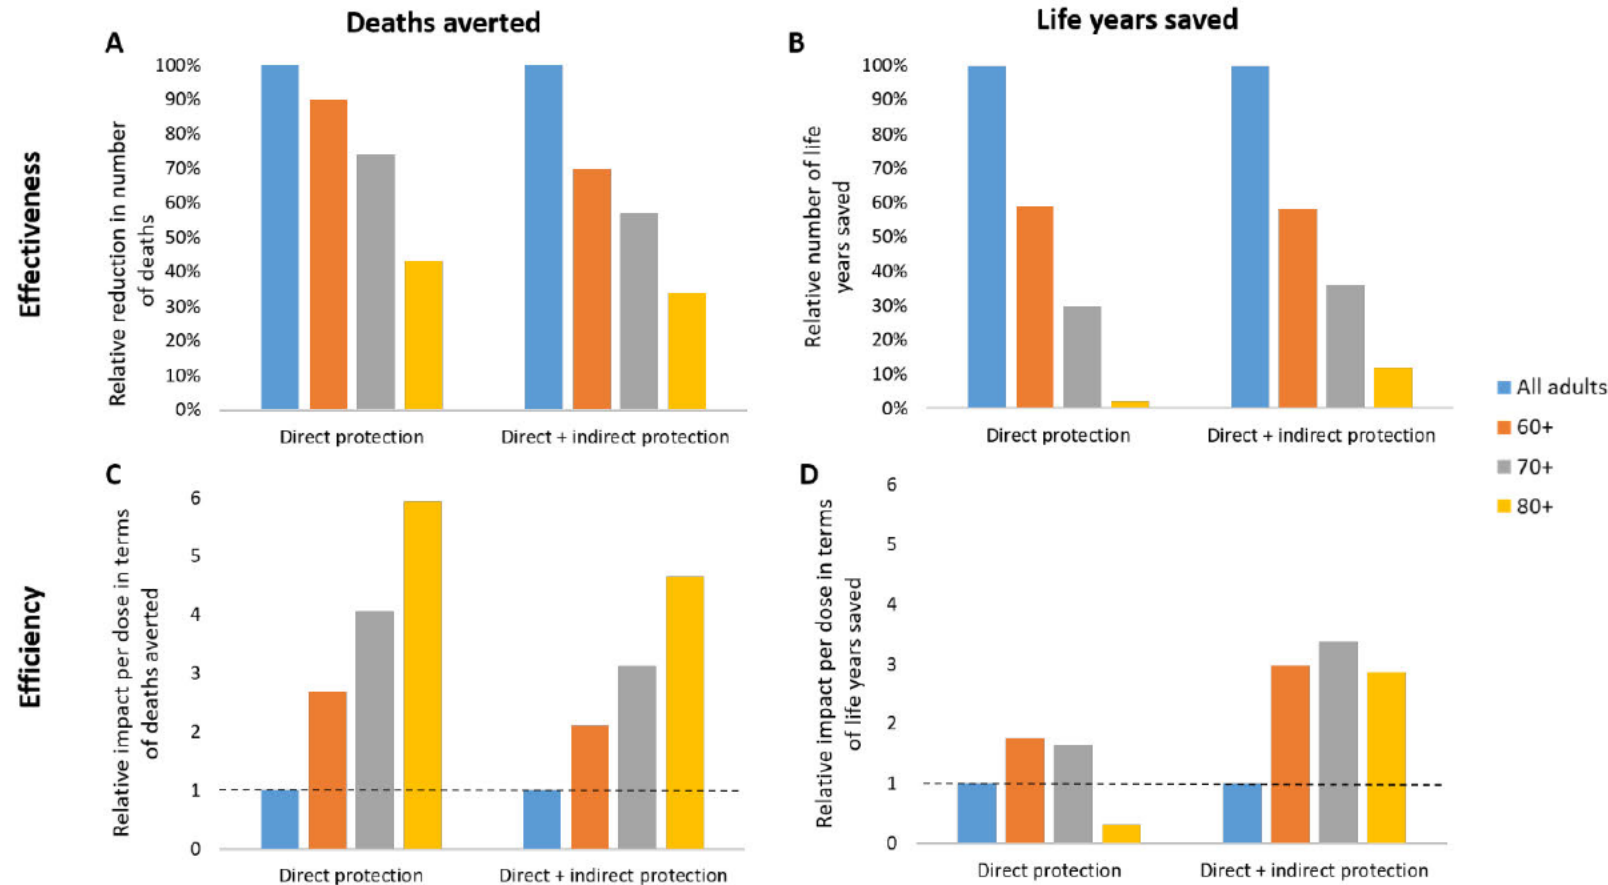 Deaths averted
Life years saved
A
B
Effectiveness
Relative reduction in number
of deaths
100%
90%
80%
70%
60%
50%
40%
30%
20%
10%
0%
Direct protection
Direct + indirect protection
Relative number of life
years saved
100%
90%
80%
70%
60%
50%
40%
30%
20%
10%
0%
Direct protection
Direct + indirect protection
All adults
60+
70+
80+
C
D
Efficiency
Relative impact per dose in terms
of deaths averted
6
5
4
3
2
1
0
Direct protection
Direct + indirect protection
Relative impact per dose in terms
of life years saved
6
5
4
3
2
1
0
Direct protection
Direct + indirect protection